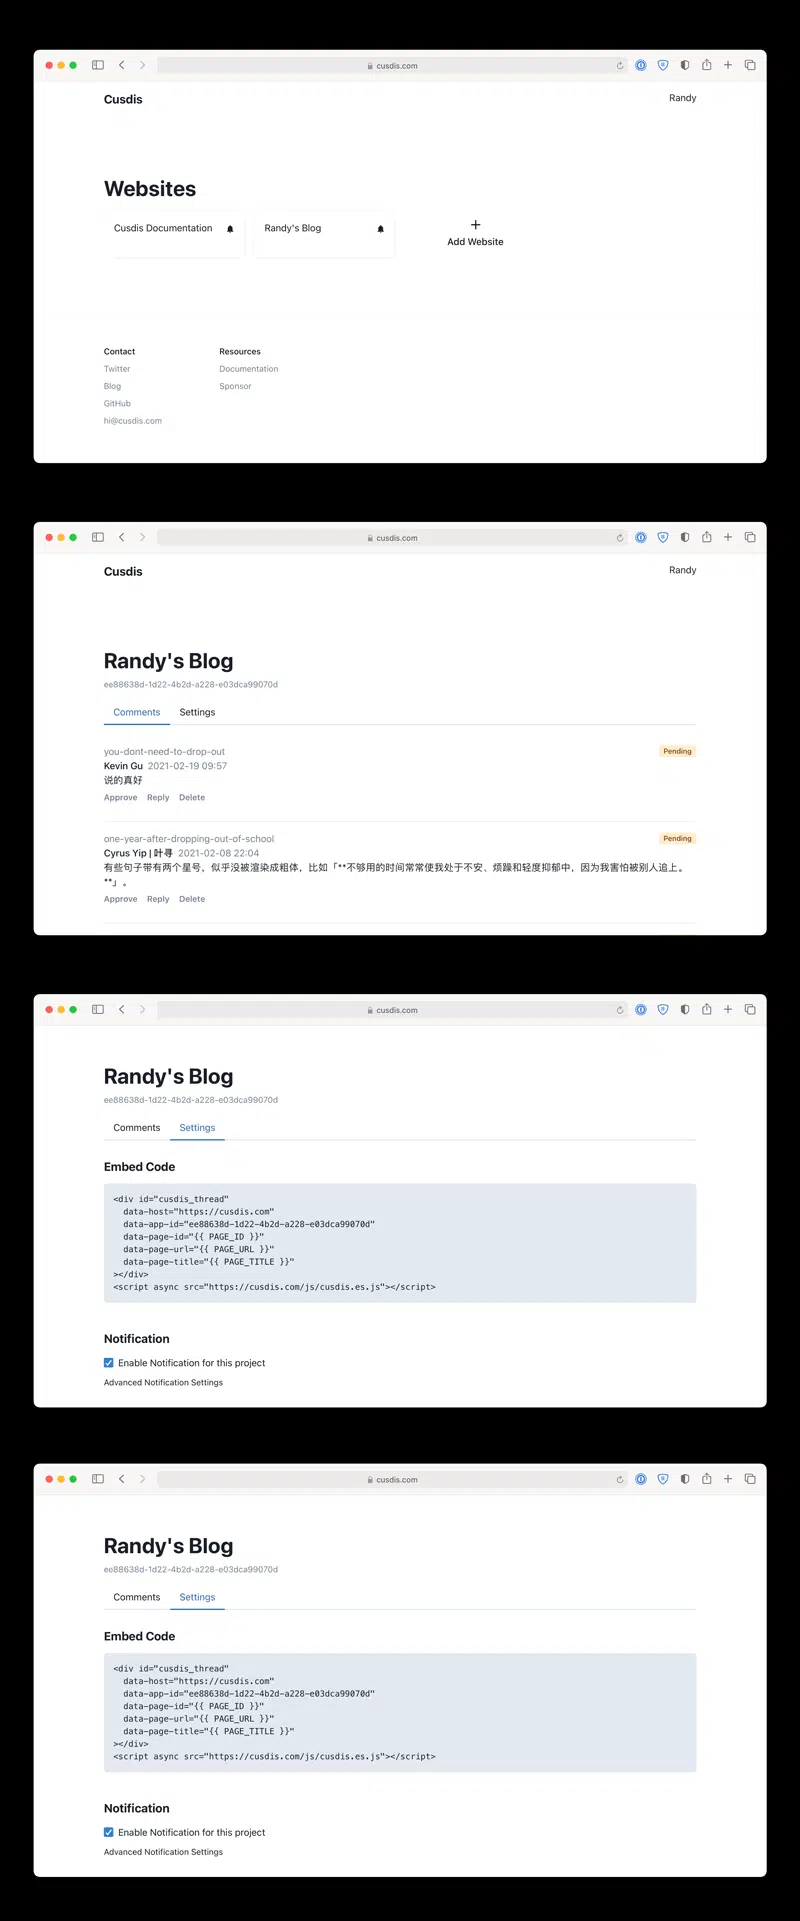 cusdis.com
Cusdis
Randy
Websites
Cusdis Documentation
Randy's Blog
Add Website
Contact
Resources
Twitter
Documentation
Blog
Sponsor
GitHub
hi@cusdis.com
cusdis.com
Cusdis
Randy
Randy's Blog
ee88638d-1d22-4b2d-a228-e03dca99070d
Comments Settings
you-dont-need-to-drop-out
Pending
Kevin Gu 2021-02-19 09:57
说的真好
Approve Reply Delete
one-year-after-dropping-out-of-school
Pending
Cyrus Yip | 叶寻 2021-02-08 22:04
有些句子带有两个星号，似乎没被渲染成粗体，比如「**不够用的时间常常使我处于不安、烦躁和轻度抑郁中，因为我害怕被别人追上。
**」。
Approve Reply Delete
cusdis.com
Randy's Blog
ee88638d-1d22-4b2d-a228-e03dca99070d
Comments Settings
Embed Code
<div id="cusdis_thread"
data-host="https://cusdis.com"
data-app-id="ee88638d-1d22-4b2d-a228-e03dca99070d"
data-page-id="{{ PAGE_ID }}"
data-page-url="{{ PAGE_URL }}"
data-page-title="{{ PAGE_TITLE }}"
></div>
<script async src="https://cusdis.com/js/cusdis.es.js"></script>
Notification
Enable Notification for this project
Advanced Notification Settings
cusdis.com
Randy's Blog
ee88638d-1d22-4b2d-a228-e03dca99070d
Comments Settings
Embed Code
<div id="cusdis_thread"
data-host="https://cusdis.com"
data-app-id="ee88638d-1d22-4b2d-a228-e03dca99070d"
data-page-id="{{ PAGE_ID }}"
data-page-url="{{ PAGE_URL }}"
data-page-title="{{ PAGE_TITLE }}"
></div>
<script async src="https://cusdis.com/js/cusdis.es.js"></script>
Notification
Enable Notification for this project
Advanced Notification Settings